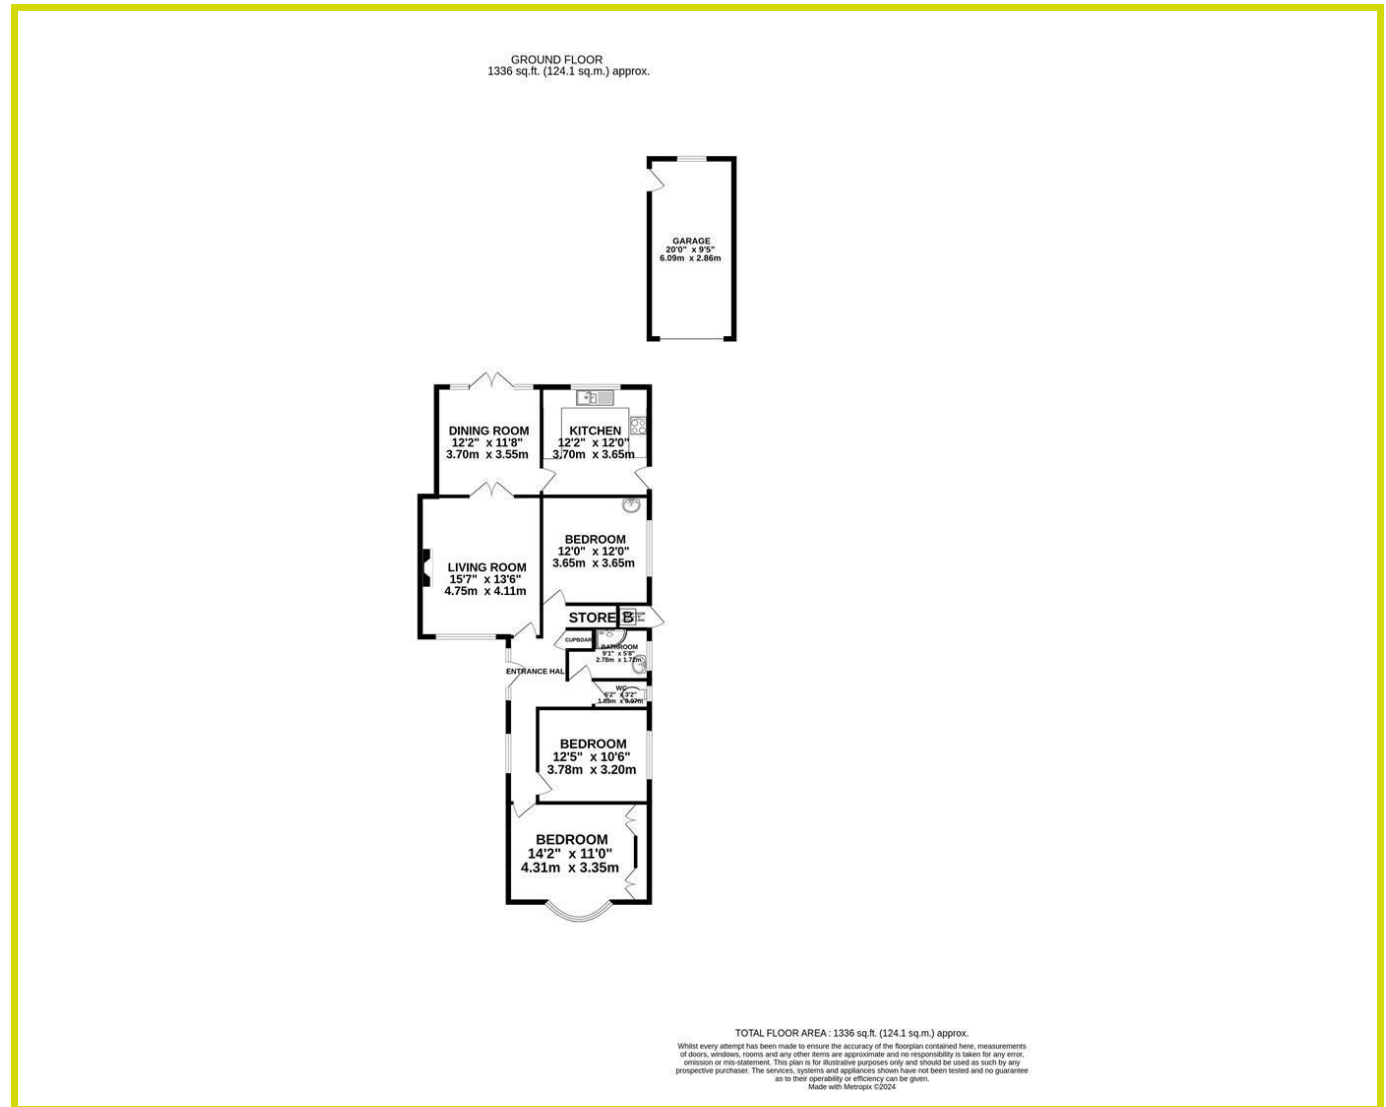 GROUND FLOOR
1336 sq.ft. (124.1 sq.m.) approx.
GARAGE
20'0" x 9'5"
6.09m x 2.86m
DINING ROOM
12'2" x 11'8"
3.70m x 3.55m
KITCHEN
12'2" x 12'0"
3.70m x 3.65m
BEDROOM
12'0" x 12'0"
3.65m x 3.65m
LIVING ROOM
15'7" x 13'6"
4.75m x 4.11m
STORE B
CUPBOAR
BATHROOM
9'1" x 5'8"
2.78m x 1.72m
ENTRANCE HAL
WC
6'2" x 3'2"
x 0.97m
BEDROOM
12'5" x 10'6"
3.78m x 3.20m
BEDROOM
14'2" x 11'0"
4.31m x 3.35m
TOTAL FLOOR AREA : 1336 sq.ft. (124.1 sq.m.) approx.
Whilst every attempt has been made to ensure the accuracy of the floorplan contained here, measurements
of doors, windows, rooms and any other items are approximate and no responsibility is taken for any error,
omission or mis-statement. This plan is for illustrative purposes only and should be used as such by any
prospective purchaser. The services, systems and appliances shown have not been tested and no guarantee
as to their operability or efficiency can be given.
Made with Metropix ©2024